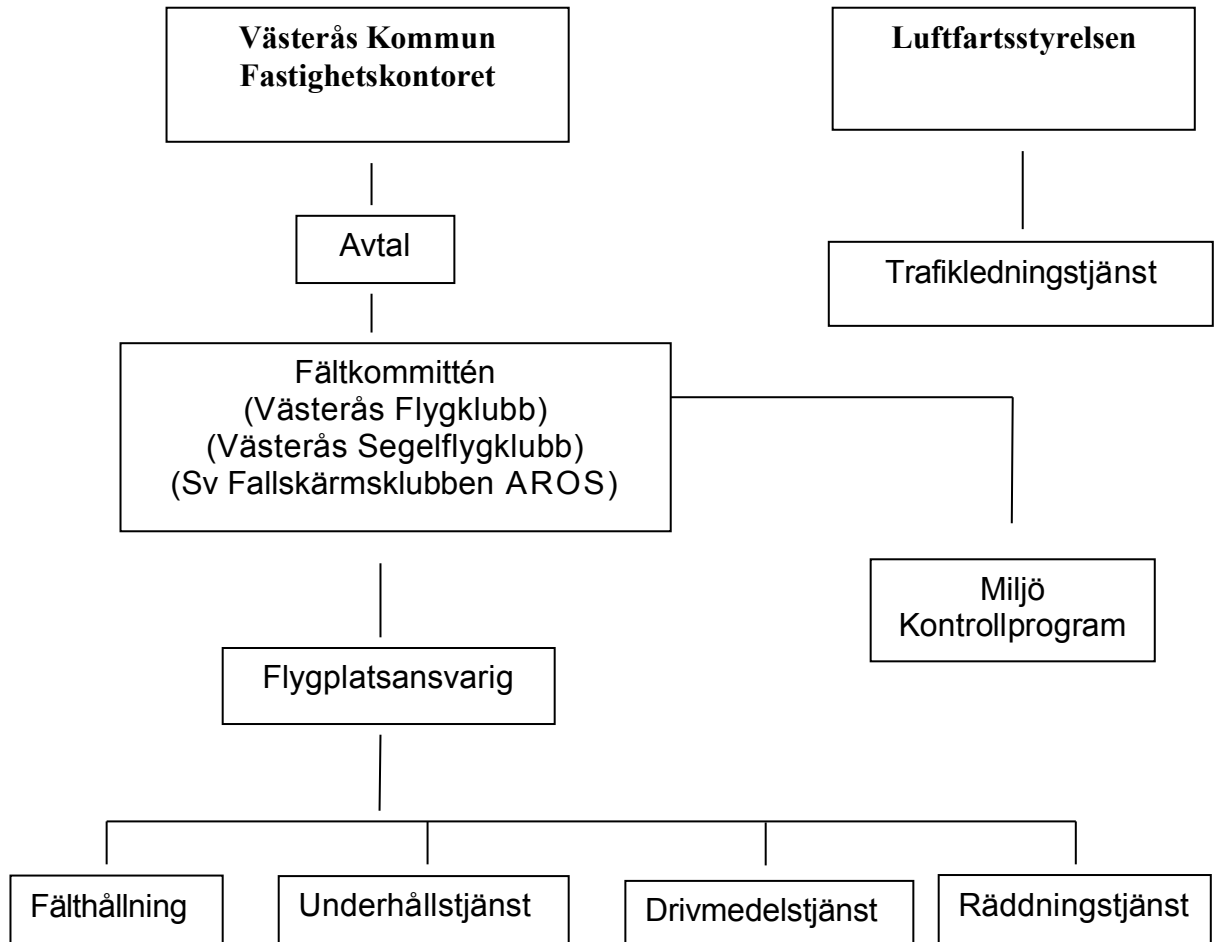 Västerås Kommun
Fastighetskontoret
Luftfartsstyrelsen
Avtal
Trafikledningstjänst
Fältkommittén
(Västerås Flygklubb)
(Västerås Segelflygklubb)
(Sv Fallskärmsklubben AROS)
Miljö
Kontrollprogram
Flygplatsansvarig
Fälthållning
Underhållstjänst
Drivmedelstjänst
Räddningstjänst